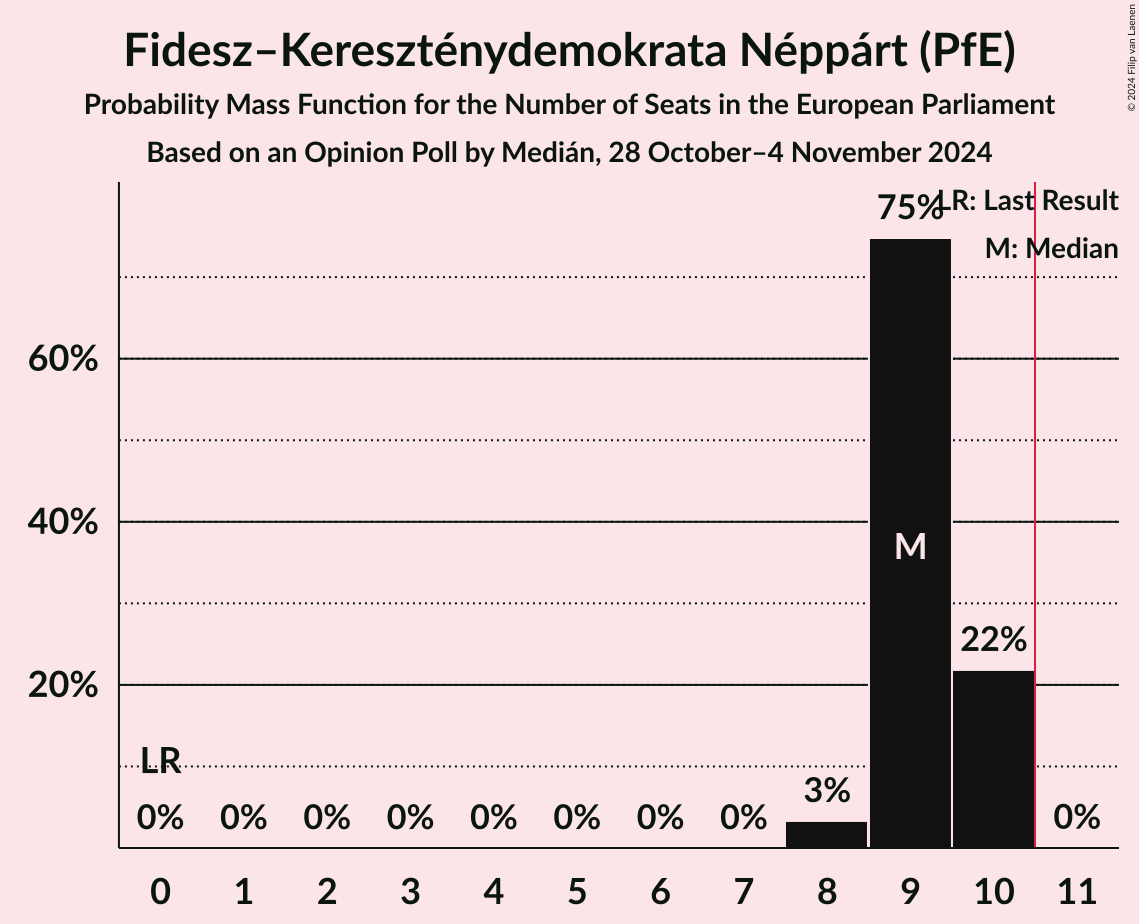 Fidesz–Kereszténydemokrata Néppárt (PfE)
Probability Mass Function for the Number of Seats in the European Parliament
Based on an Opinion Poll by Medián, 28 October–4 November 2024
© 2024 Filip van Laenen
LR: Last Result
M: Median
75%
60%
40%
M
22%
20%
LR
3%
0% 0% 0% 0% 0% 0% 0% 0% 0%
0 1 2 3 4 5 6 7 8 9 10 11